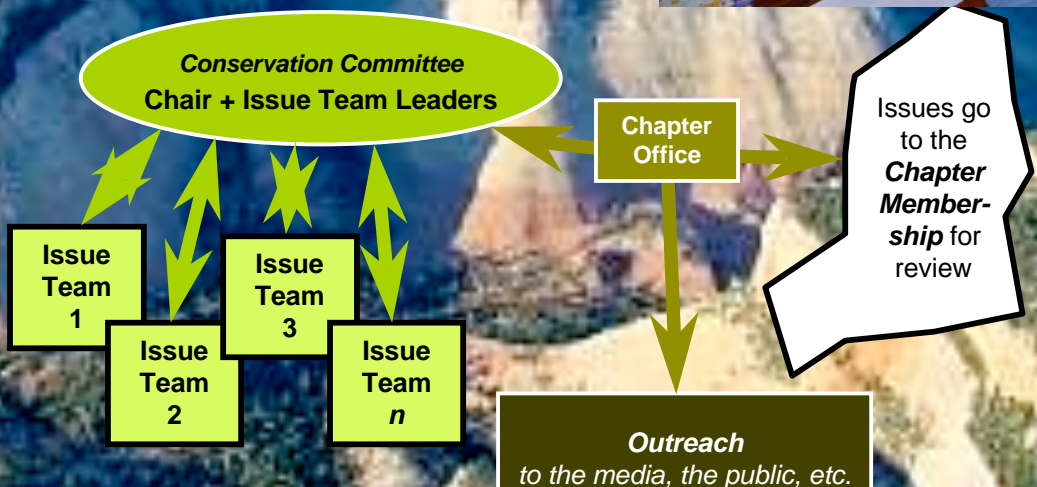 Conservation Committee
Chair + Issue Team Leaders
Chapter
Office
Issues go
to the
Chapter
Member-
ship for
review
Issue
Team
1
Issue
Team
2
Issue
Team
3
Issue
Team
n
Outreach
to the media, the public, etc.